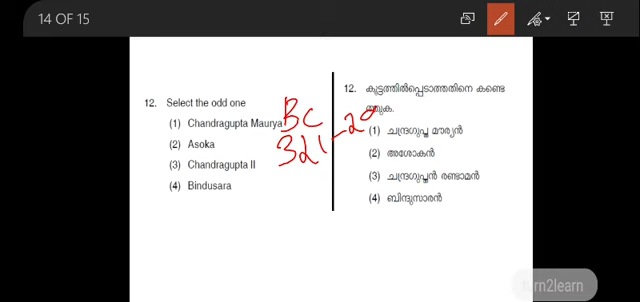 14 OF 15
12. Select the odd one
(1) Chandragupta Maurya
(2) Asoka
(3) Chandragupta II
(4) Bindusara
BC
321-20
12. കൂട്ടത്തിൽപ്പെടാത്തതിനെ കണ്ടെ
ത്തുക.
(1) ചന്ദ്രഗുപ്ത മൗര്യൻ
(2) അശോകൻ
(3) ചന്ദ്രഗുപ്തൻ രണ്ടാമൻ
(4) ബിന്ദുസാരൻ
turn2learn